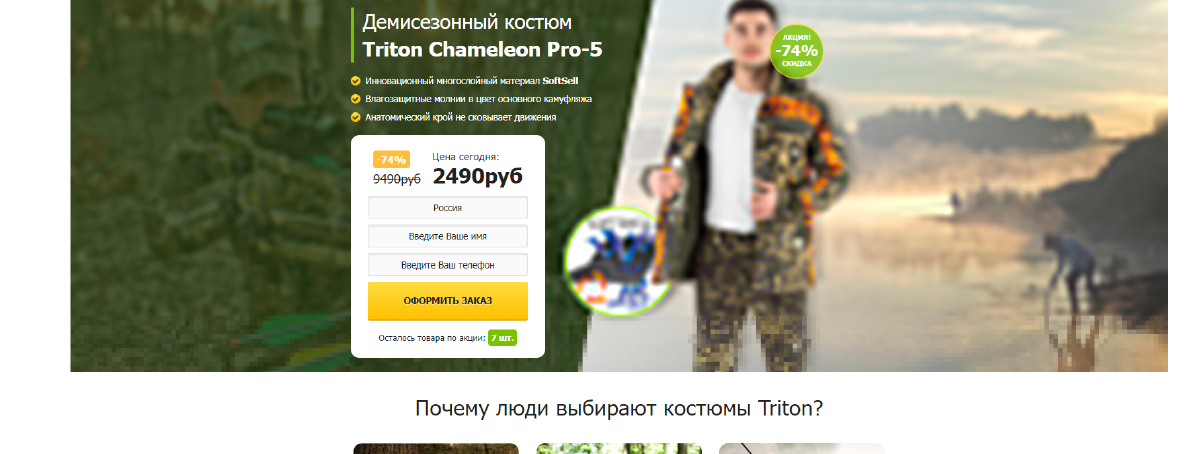 Демисезонный костюм
Triton Chameleon Pro-5
АКЦИЯ!
-74%
СКИДКА
Инновационный многослойный материал SoftSell
Влагозащитные молнии в цвет основного камуфляжа
Анатомический крой не сковывает движения
-74%
9490руб
Цена сегодня:
2490руб
Россия
Введите Ваше имя
Введите Ваш телефон
ОФОРМИТЬ ЗАКАЗ
Осталось товара по акции: 7 шт.
Почему люди выбирают костюмы Triton?